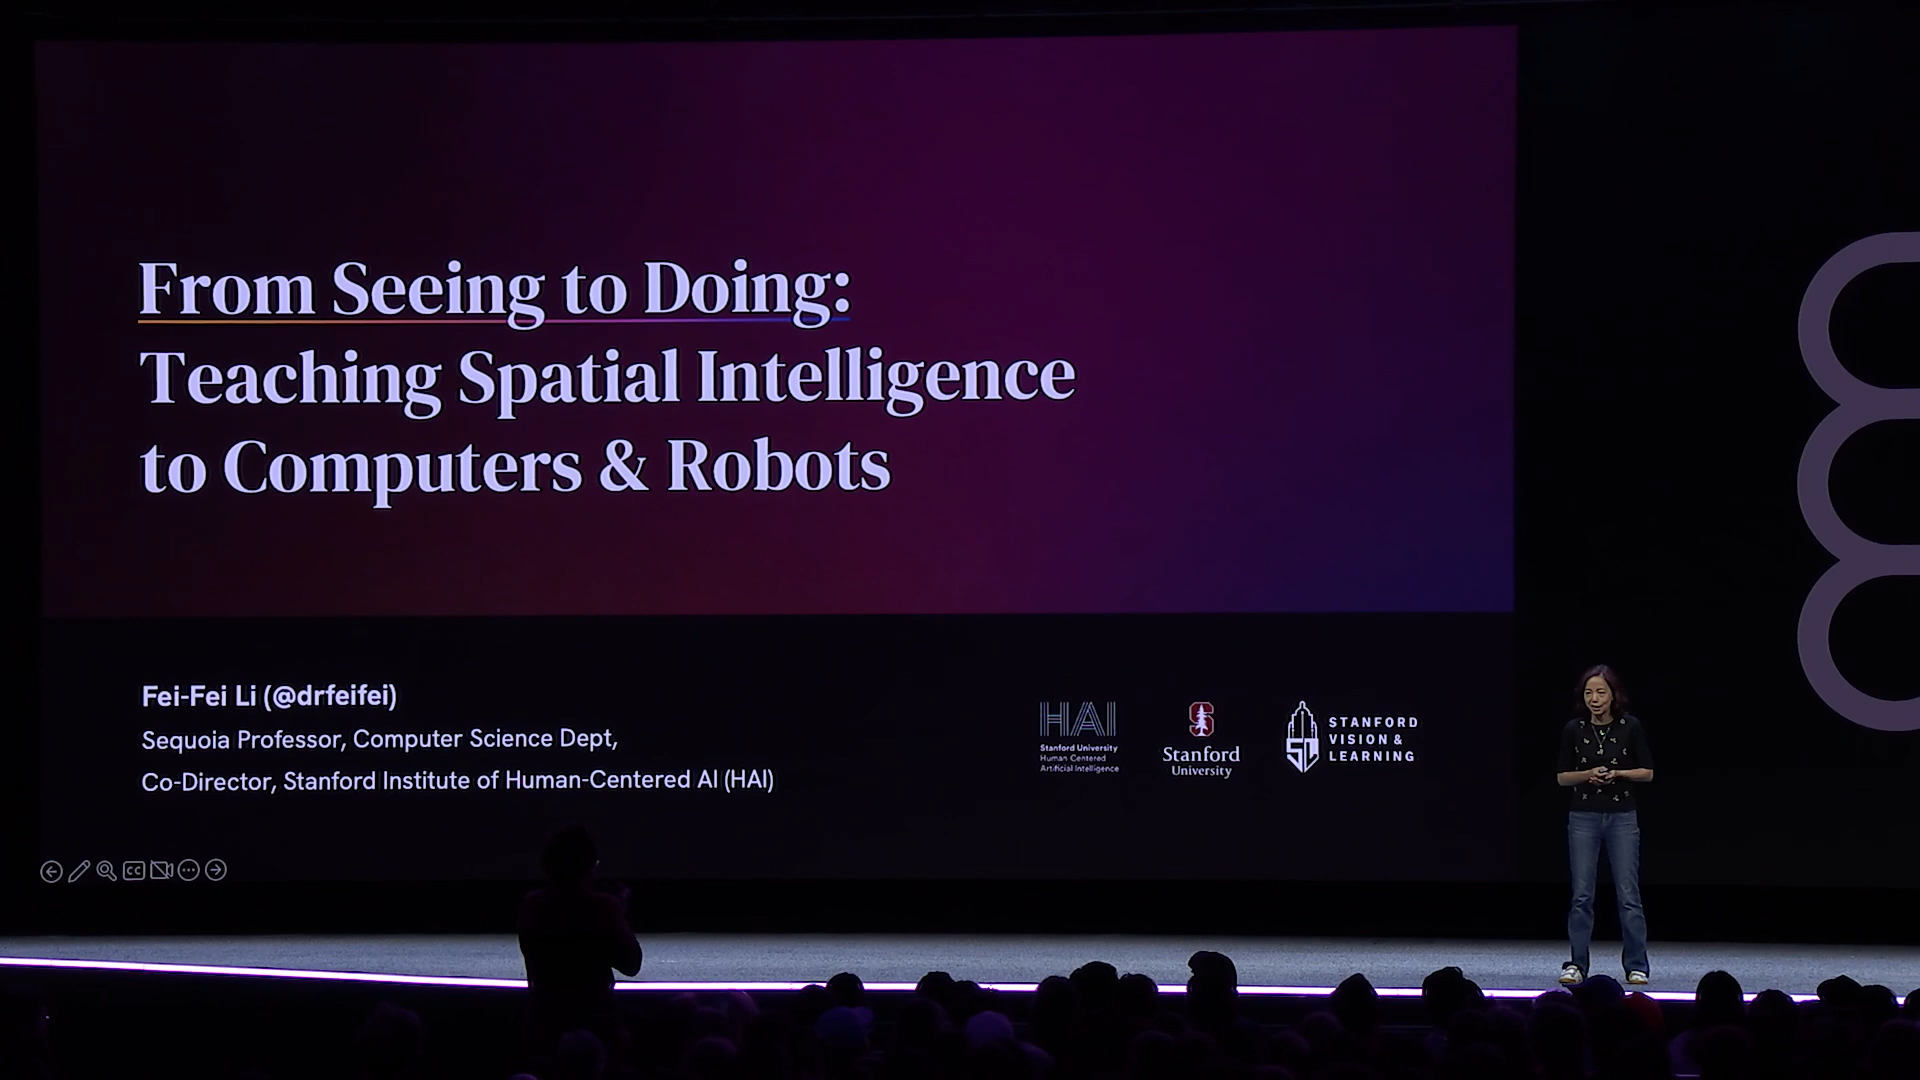 From Seeing to Doing:
Teaching Spatial Intelligence
to Computers & Robots
Fei-Fei Li (@drfeifei)
Sequoia Professor, Computer Science Dept,
Co-Director, Stanford Institute of Human-Centered AI (HAI)
HAI
Stanford University
Human Centered
Artificial Intelligence
S
Stanford
University
STANFORD
VISION &
LEARNING
CC